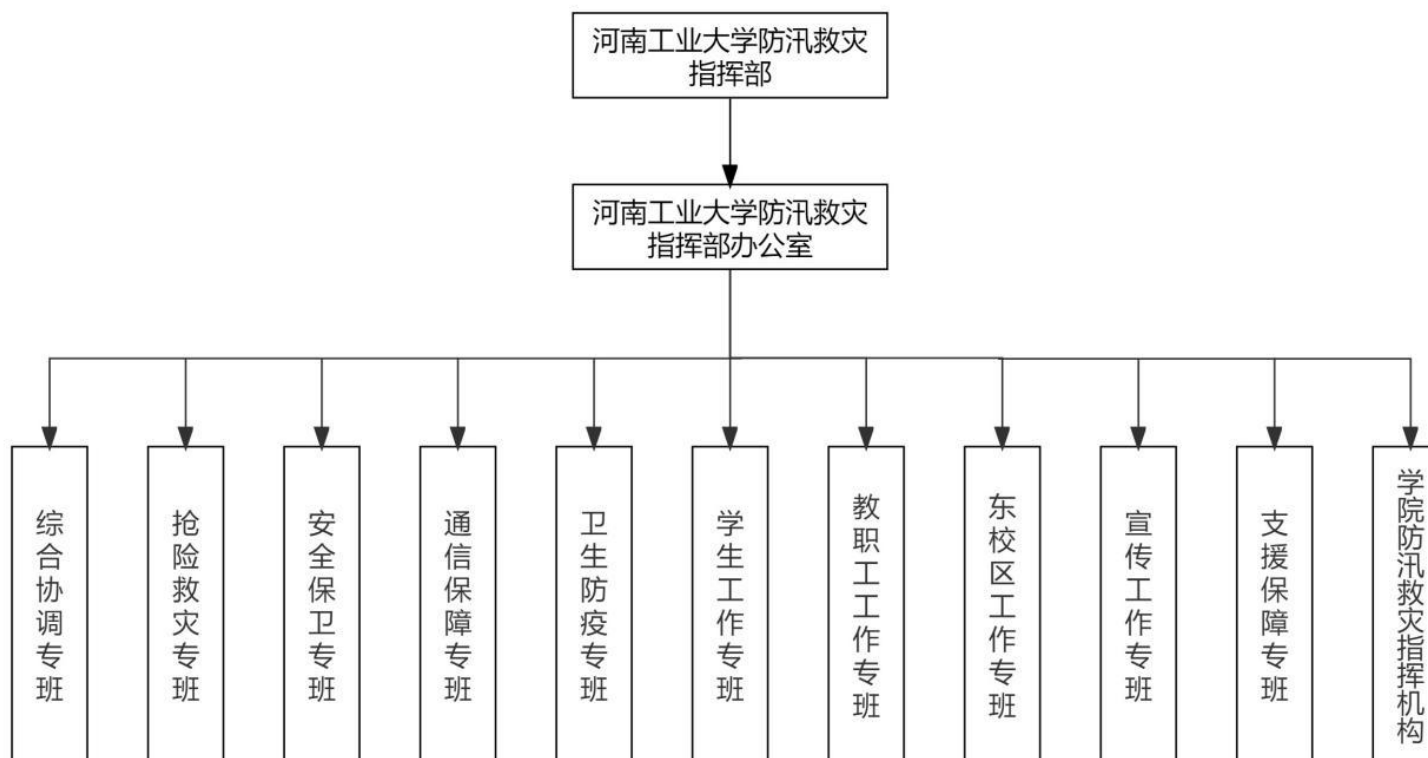 河南工业大学防汛救灾
指挥部
河南工业大学防汛救灾
指挥部办公室
综合协调专班
抢险救灾专班
安全保卫专班
通信保障专班
卫生防疫专班
学生工作专班
教职工工作专班
东校区工作专班
宣传工作专班
支援保障专班
学院防汛救灾指挥机构